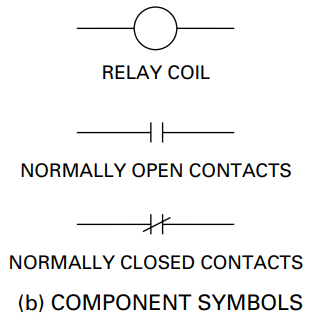 RELAY COIL
NORMALLY OPEN CONTACTS
NORMALLY CLOSED CONTACTS
(b) COMPONENT SYMBOLS